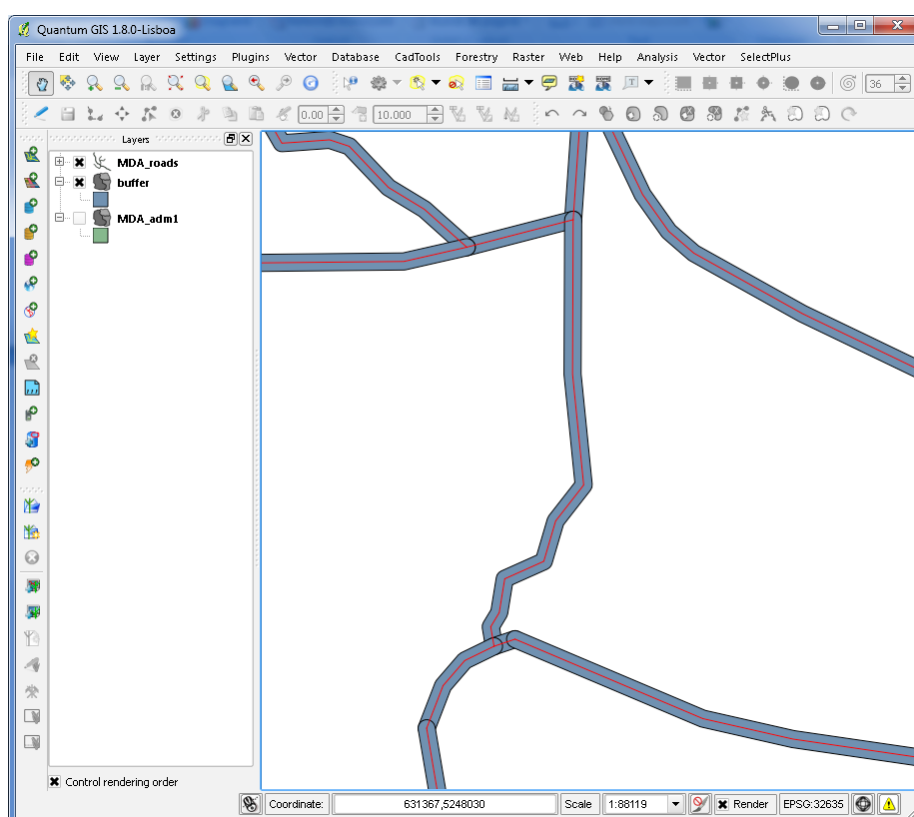 Quantum GIS 1.8.0-Lisboa
File Edit View Layer Settings Plugins Vector Database CadTools Forestry Raster Web Help Analysis Vector SelectPlus
36
0.00 10.000
Layers
MDA_roads
buffer
MDA_adm1
Control rendering order
Coordinate: 631367,5248030 Scale 1:88119 Render EPSG:32635